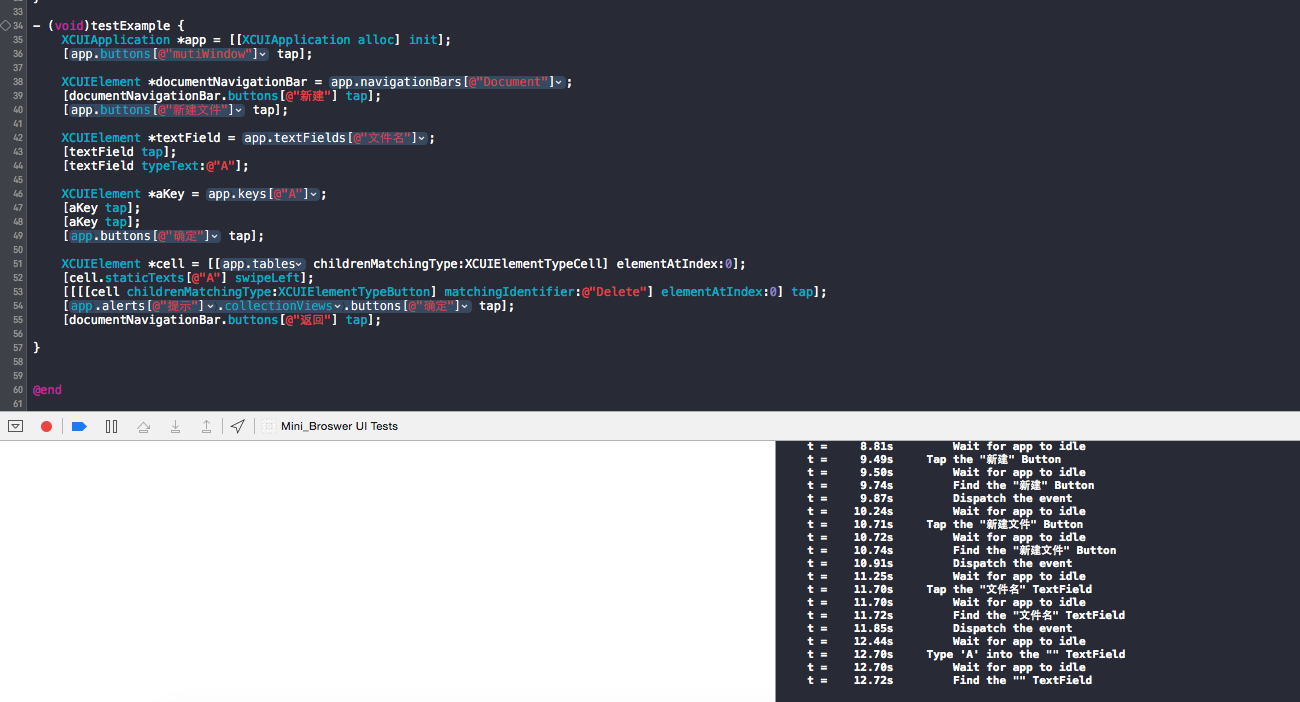 33
34 - (void)testExample {
35 XCUIApplication *app = [[XCUIApplication alloc] init];
36 [app.buttons[@"mutiWindow"] tap];
37
38 XCUIElement *documentNavigationBar = app.navigationBars[@"Document"];
39 [documentNavigationBar.buttons[@"新建"] tap];
40 [app.buttons[@"新建文件"] tap];
41
42 XCUIElement *textField = app.textFields[@"文件名"];
43 [textField tap];
44 [textField typeText:@"A"];
45
46 XCUIElement *aKey = app.keys[@"A"];
47 [aKey tap];
48 [aKey tap];
49 [app.buttons[@"确定"] tap];
50
51 XCUIElement *cell = [[app.tables childrenMatchingType:XCUIElementTypeCell] elementAtIndex:0];
52 [cell.staticTexts[@"A"] swipeLeft];
53 [[[[cell childrenMatchingType:XCUIElementTypeButton] matchingIdentifier:@"Delete"] elementAtIndex:0] tap];
54 [app.alerts[@"提示"].collectionViews.buttons[@"确定"] tap];
55 [documentNavigationBar.buttons[@"返回"] tap];
56
57 }
58
59
60 @end
61
Mini_Broswer UI Tests
t = 8.81s Wait for app to idle
t = 9.49s Tap the "新建" Button
t = 9.50s Wait for app to idle
t = 9.74s Find the "新建" Button
t = 9.87s Dispatch the event
t = 10.24s Wait for app to idle
t = 10.71s Tap the "新建文件" Button
t = 10.72s Wait for app to idle
t = 10.74s Find the "新建文件" Button
t = 10.91s Dispatch the event
t = 11.25s Wait for app to idle
t = 11.70s Tap the "文件名" TextField
t = 11.70s Wait for app to idle
t = 11.72s Find the "文件名" TextField
t = 11.85s Dispatch the event
t = 12.44s Wait for app to idle
t = 12.70s Type 'A' into the "" TextField
t = 12.70s Wait for app to idle
t = 12.72s Find the "" TextField